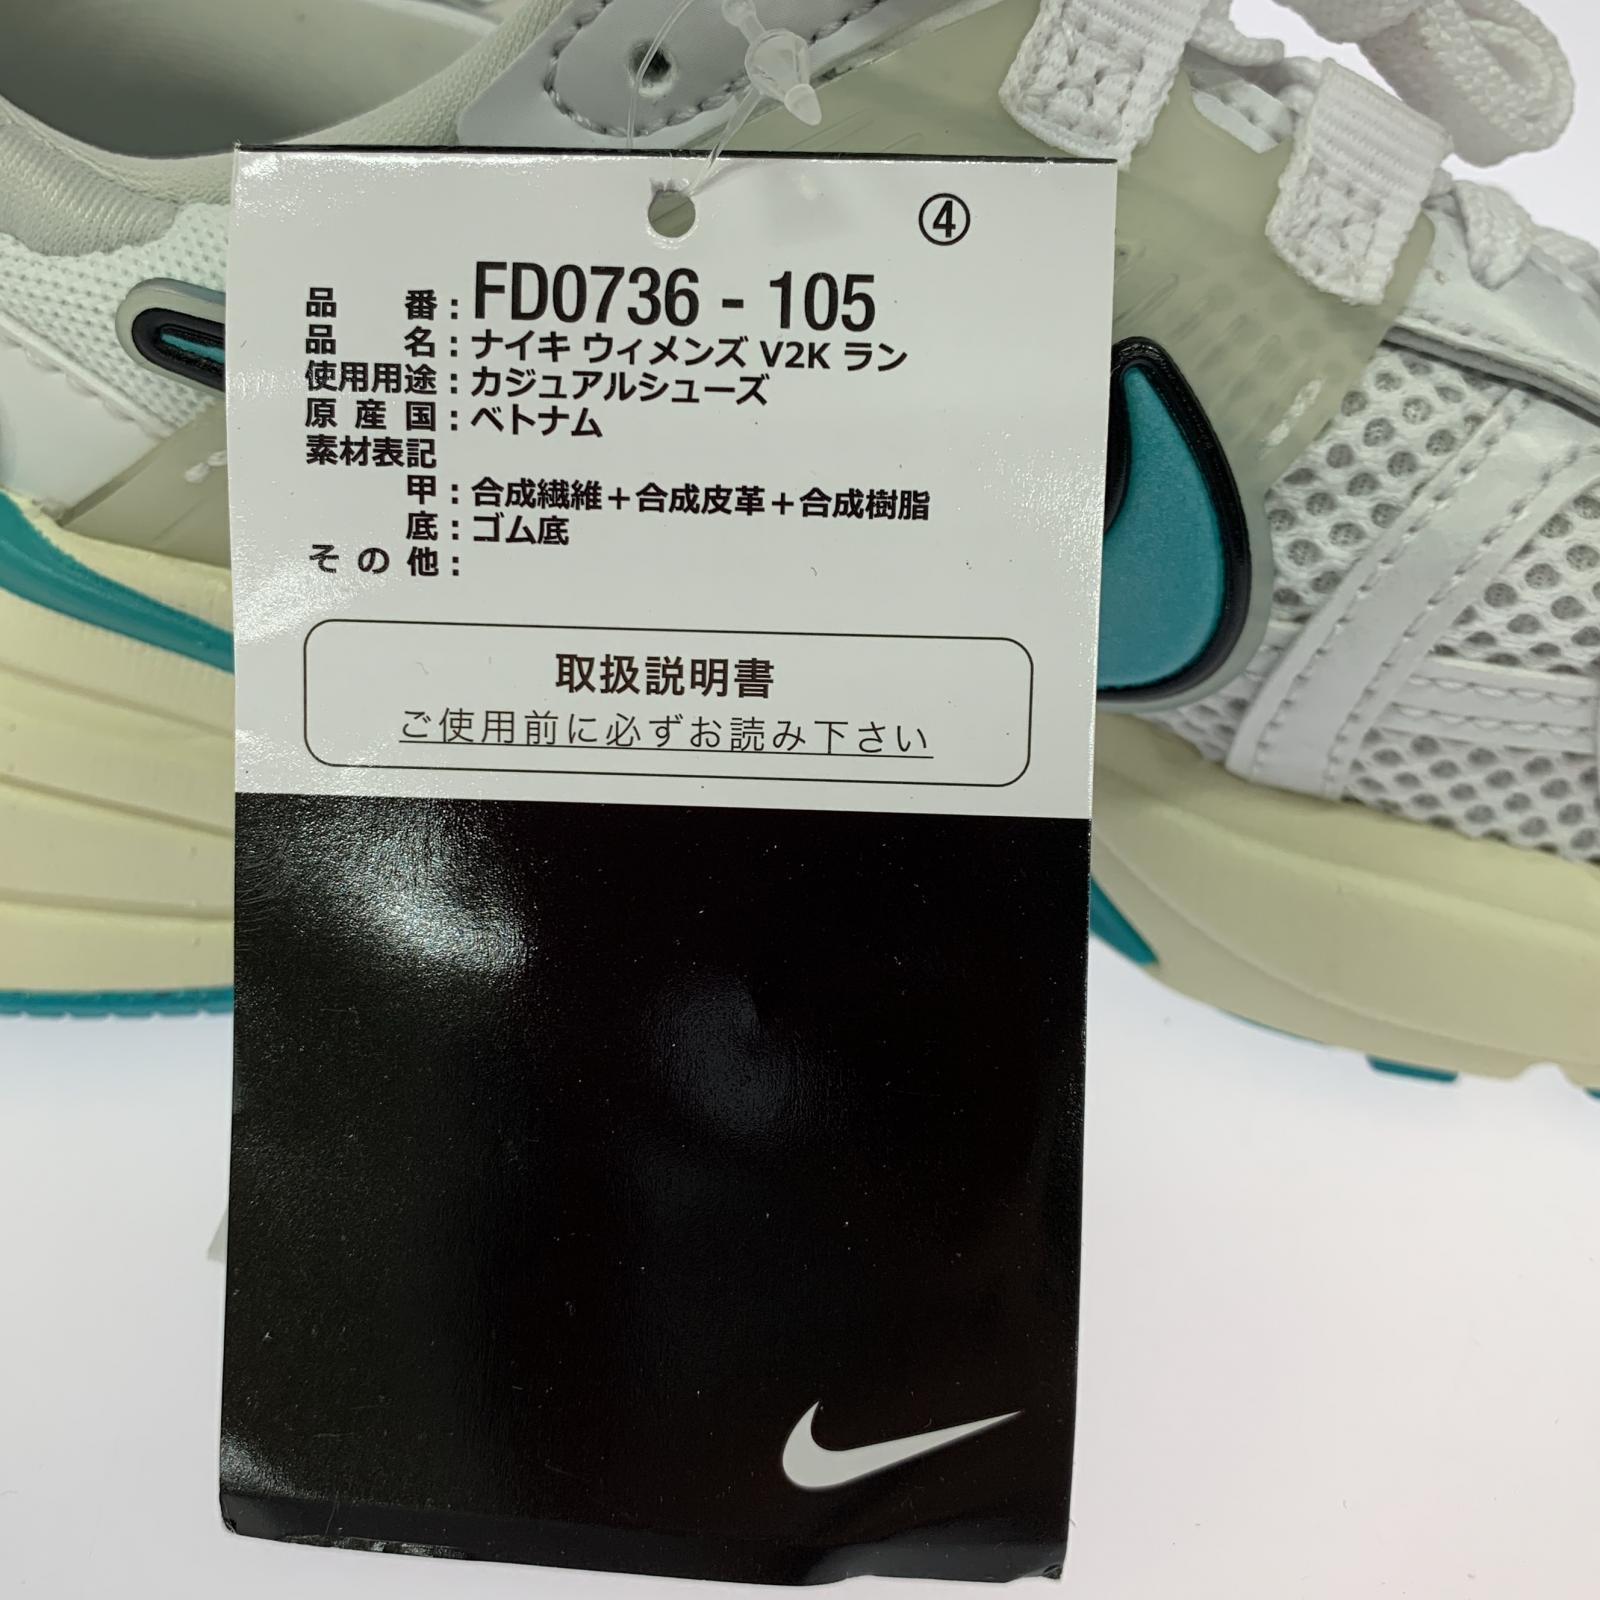 ④
品番：FD0736 - 105
品名：ナイキ ウィメンズ V2K ラン
使用用途：カジュアルシューズ
原産国：ベトナム
素材表記
甲：合成繊維＋合成皮革＋合成樹脂
底：ゴム底
その他：
取扱説明書
ご使用前に必ずお読み下さい